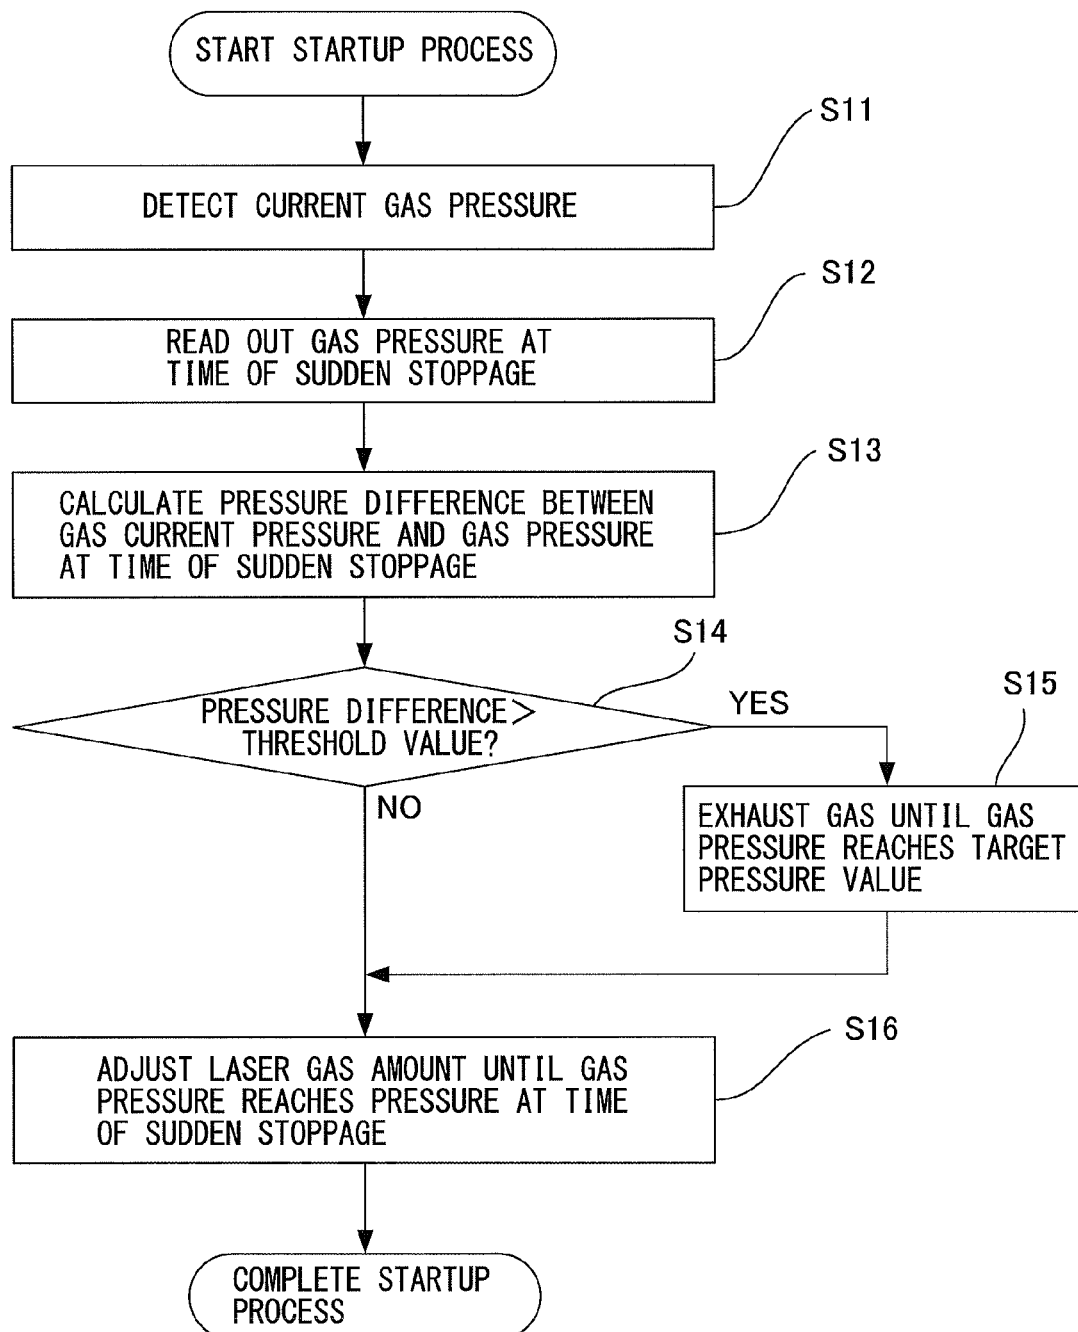 START STARTUP PROCESS
S11
DETECT CURRENT GAS PRESSURE
S12
READ OUT GAS PRESSURE AT
TIME OF SUDDEN STOPPAGE
S13
CALCULATE PRESSURE DIFFERENCE BETWEEN
GAS CURRENT PRESSURE AND GAS PRESSURE
AT TIME OF SUDDEN STOPPAGE
S14
PRESSURE DIFFERENCE>
THRESHOLD VALUE?
YES
S15
NO
EXHAUST GAS UNTIL GAS
PRESSURE REACHES TARGET
PRESSURE VALUE
S16
ADJUST LASER GAS AMOUNT UNTIL GAS
PRESSURE REACHES PRESSURE AT TIME
OF SUDDEN STOPPAGE
COMPLETE STARTUP
PROCESS